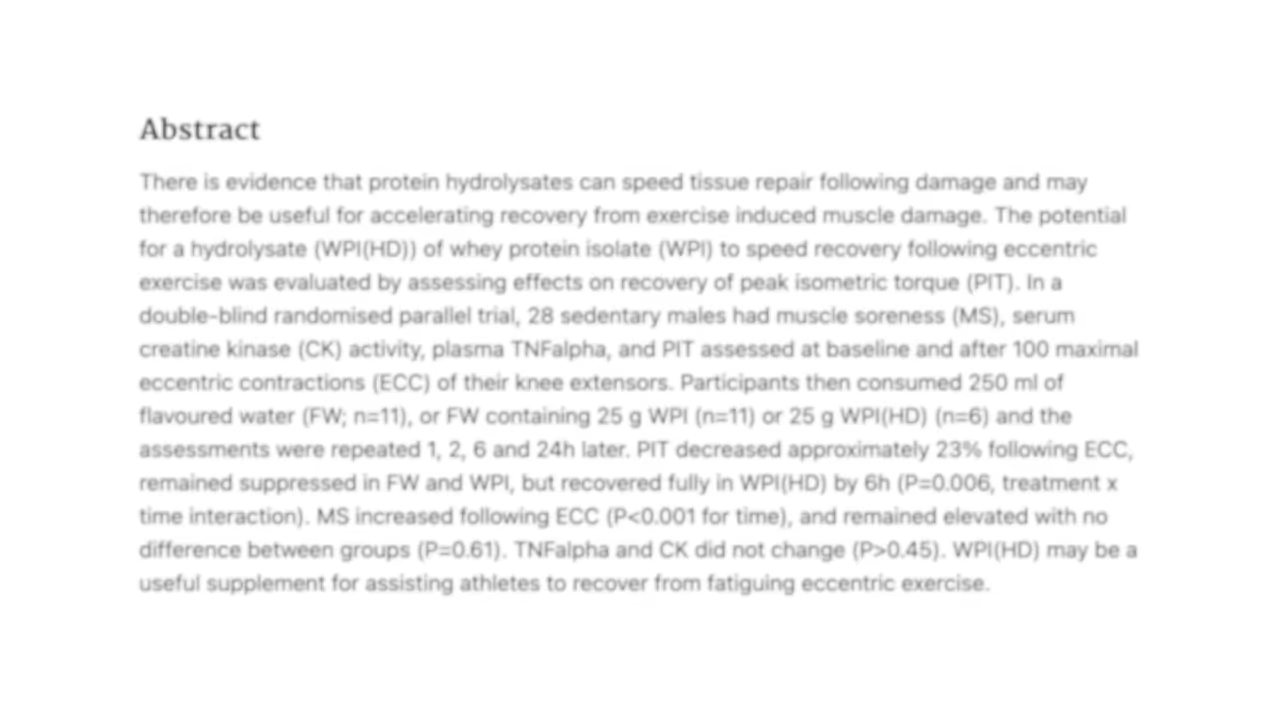 Abstract
There is evidence that protein hydrolysates can speed tissue repair following damage and may
therefore be useful for accelerating recovery from exercise induced muscle damage. The potential
for a hydrolysate (WPI(HD)) of whey protein isolate (WPI) to speed recovery following eccentric
exercise was evaluated by assessing effects on recovery of peak isometric torque (PIT). In a
double-blind randomised parallel trial, 28 sedentary males had muscle soreness (MS), serum
creatine kinase (CK) activity, plasma TNFalpha, and PIT assessed at baseline and after 100 maximal
eccentric contractions (ECC) of their knee extensors. Participants then consumed 250 ml of
flavoured water (FW; n=11), or FW containing 25 g WPI (n=11) or 25 g WPI(HD) (n=6) and the
assessments were repeated 1, 2, 6 and 24h later. PIT decreased approximately 23% following ECC,
remained suppressed in FW and WPI, but recovered fully in WPI(HD) by 6h (P=0.006, treatment x
time interaction). MS increased following ECC (P<0.001 for time), and remained elevated with no
difference between groups (P=0.61). TNFalpha and CK did not change (P>0.45). WPI(HD) may be a
useful supplement for assisting athletes to recover from fatiguing eccentric exercise.